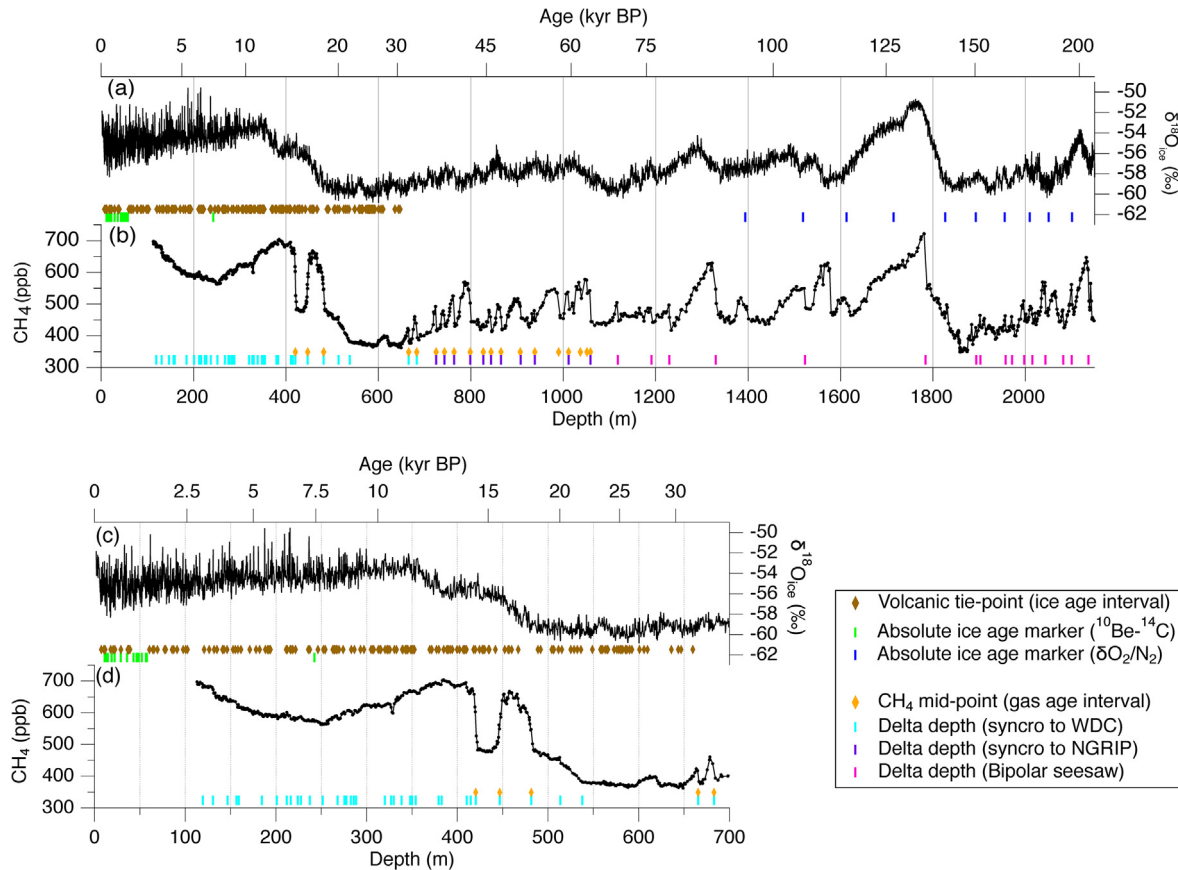 Age (kyr BP)
0 5 10 15 20 25 30 45 60 75 100 125 150 200
(a)
-50
-52
-54
-56
-58
-60
-62
δ18Oice (‰)
(b)
700
600
500
400
300
CH4 (ppb)
0 200 400 600 800 1000 1200 1400 1600 1800 2000
Depth (m)
Age (kyr BP)
0 2.5 5 7.5 10 15 20 25 30
(c)
-50
-52
-54
-56
-58
-60
-62
δ18Oice (‰)
(d)
700
600
500
400
300
CH4 (ppb)
0 100 200 300 400 500 600 700
Depth (m)
Volcanic tie-point (ice age interval)
Absolute ice age marker (10Be-14C)
Absolute ice age marker (δO2/N2)
CH4 mid-point (gas age interval)
Delta depth (syncro to WDC)
Delta depth (syncro to NGRIP)
Delta depth (Bipolar seesaw)